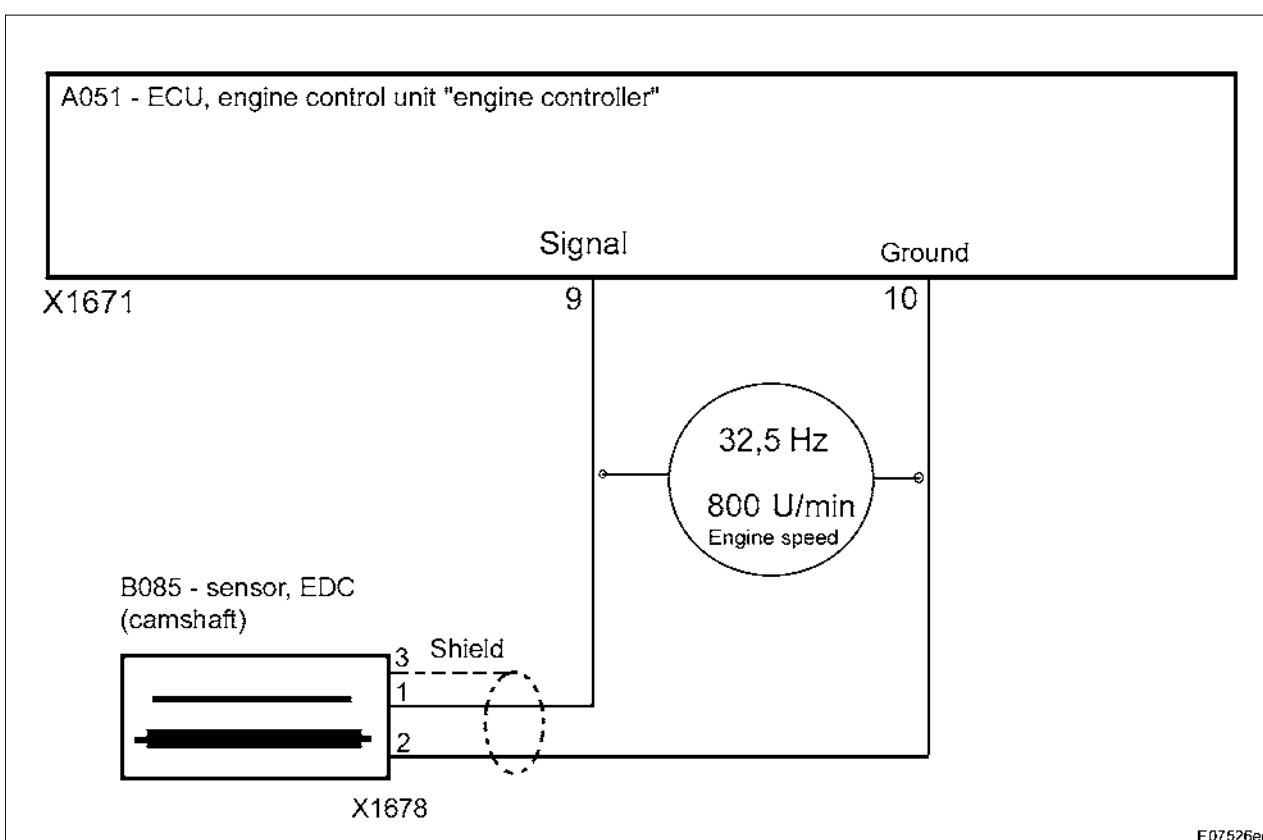 A051 - ECU, engine control unit "engine controller"
Signal
Ground
X1671
9
10
32,5 Hz
800 U/min
Engine speed
B085 - sensor, EDC
(camshaft)
3
Shield
1
2
X1678